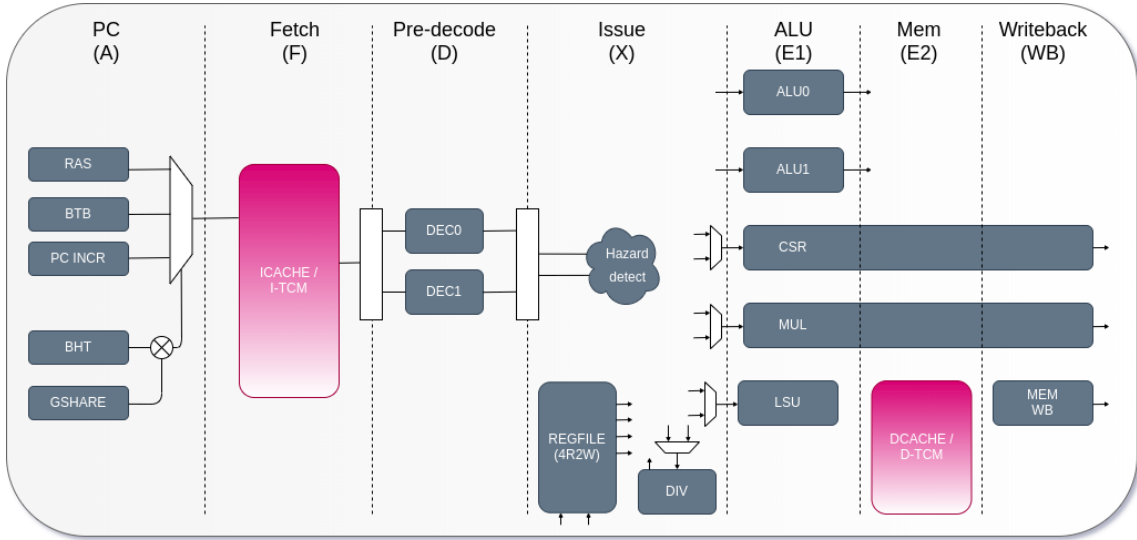 PC
(A)
Fetch
(F)
Pre-decode
(D)
Issue
(X)
ALU
(E1)
Mem
(E2)
Writeback
(WB)
RAS
BTB
PC INCR
BHT
GSHARE
ICACHE /
I-TCM
DEC0
DEC1
Hazard
detect
REGFILE
(4R2W)
DIV
ALU0
ALU1
CSR
MUL
LSU
DCACHE /
D-TCM
MEM
WB